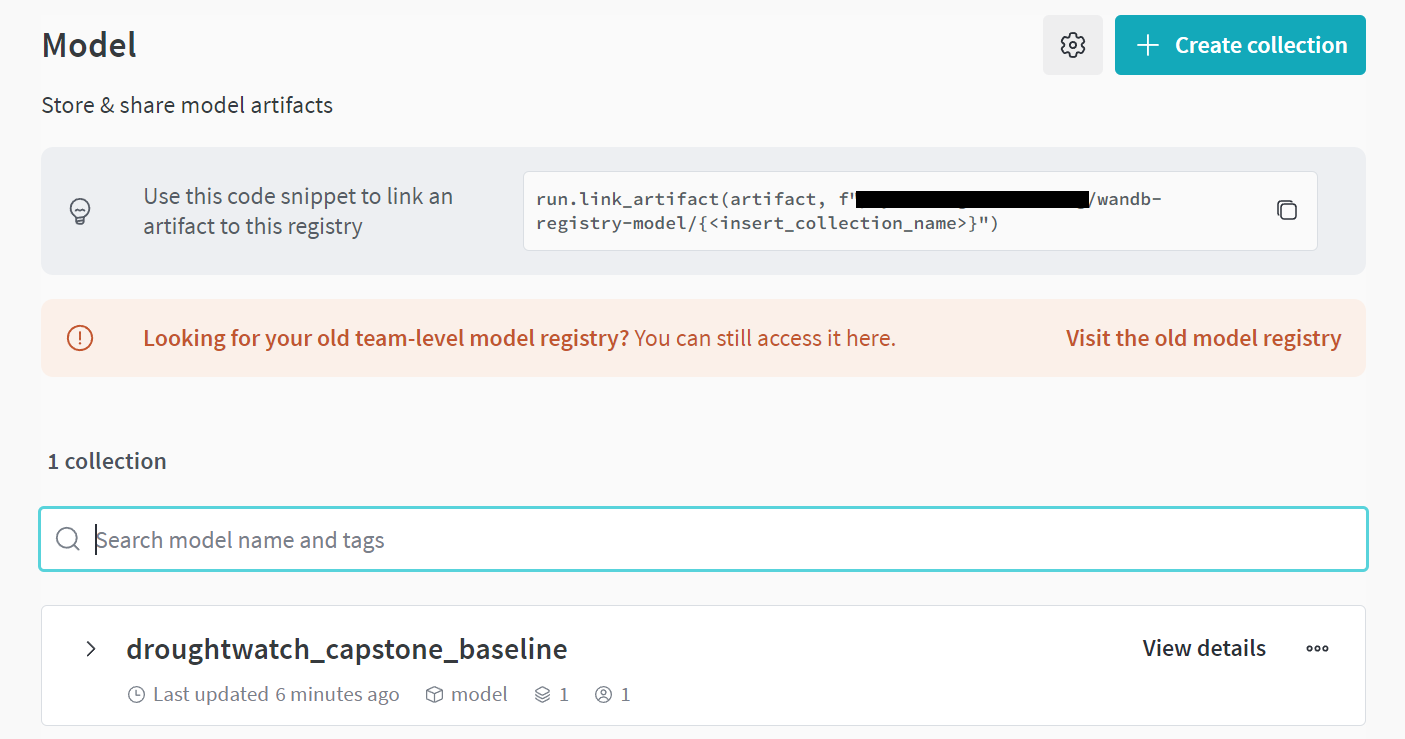 Model
Create collection
Store & share model artifacts
Use this code snippet to link an
artifact to this registry
run.link_artifact(artifact, f"/wandb-
registry-model/{<insert_collection_name>}")
Looking for your old team-level model registry? You can still access it here.
Visit the old model registry
1 collection
Search model name and tags
droughtwatch_capstone_baseline
View details
Last updated 6 minutes ago
model
1
1